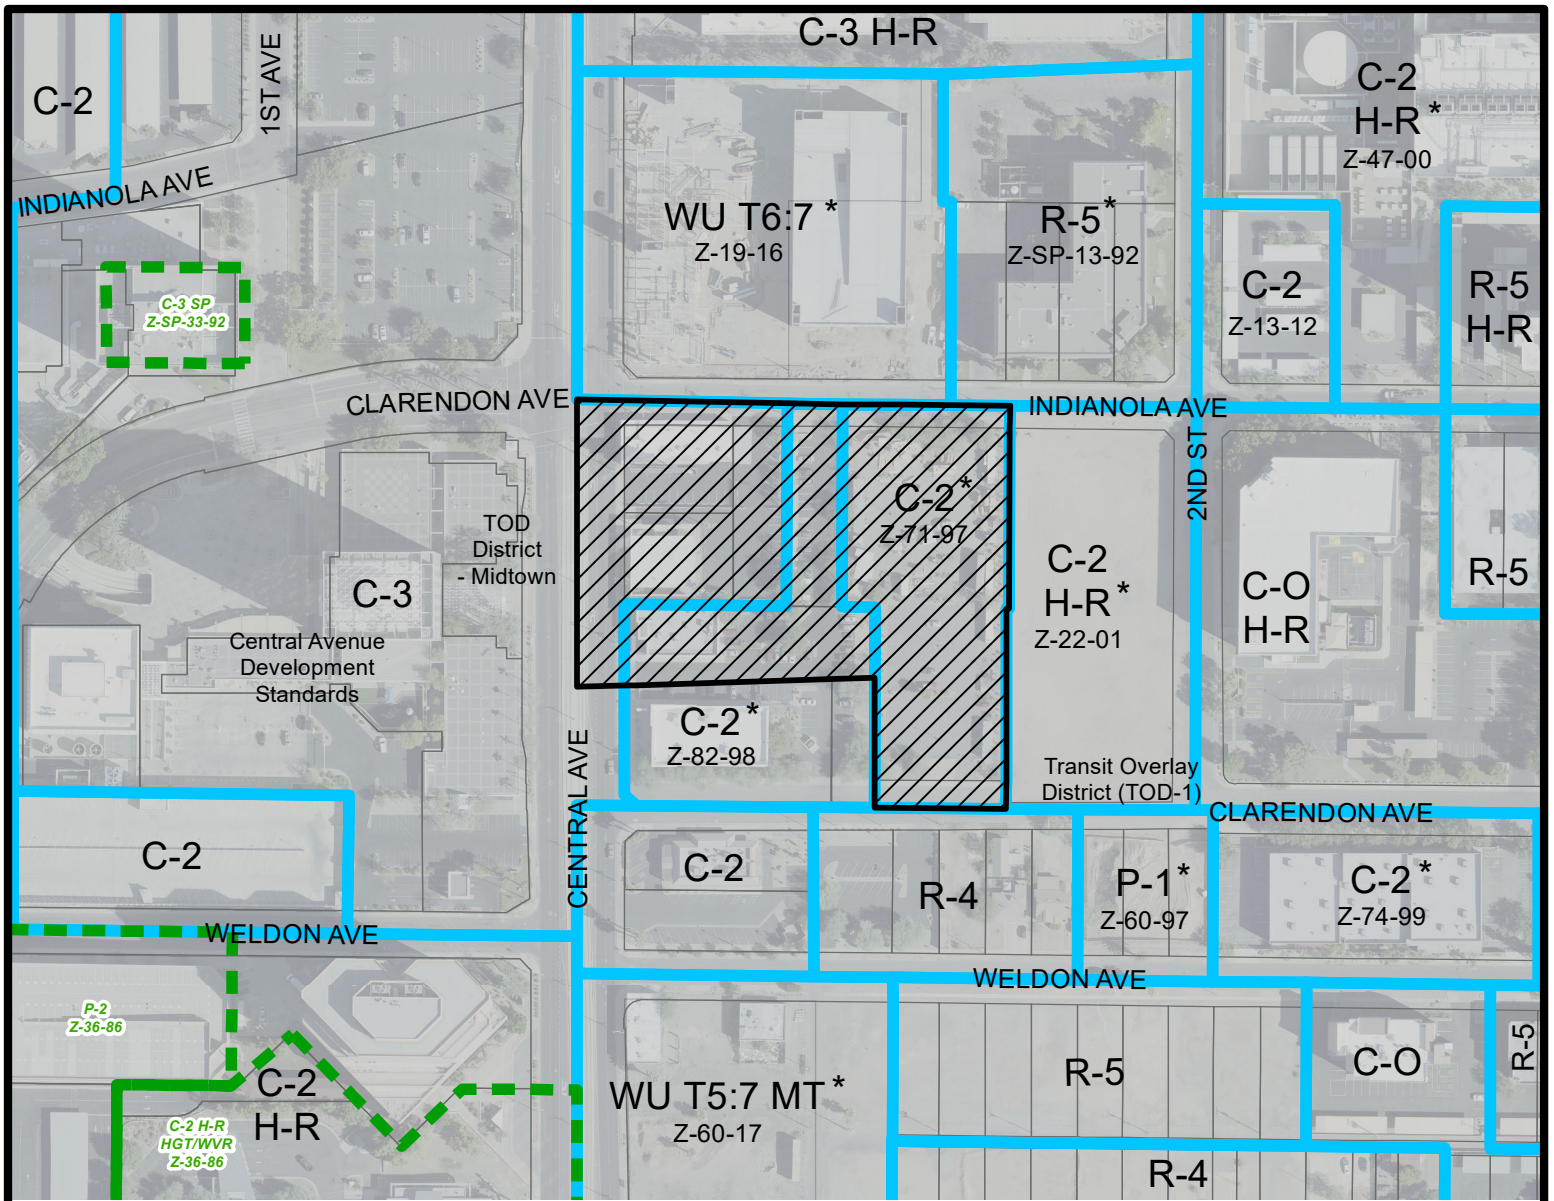 C-3 H-R
C-2
1ST AVE
C-2
H-R *
Z-47-00
INDIANOLA AVE
WU T6:7 *
Z-19-16
R-5 *
Z-SP-13-92
C-2
Z-13-12
R-5
H-R
C-3 SP
Z-SP-33-92
CLARENDON AVE
INDIANOLA AVE
2ND ST
C-2 *
Z-71-97
TOD
District
- Midtown
C-3
C-2
H-R *
Z-22-01
C-O
H-R
R-5
Central Avenue
Development
Standards
C-2 *
Z-82-98
CENTRAL AVE
Transit Overlay
District (TOD-1)
CLARENDON AVE
C-2
C-2
R-4
P-1 *
Z-60-97
C-2 *
Z-74-99
WELDON AVE
WELDON AVE
P-2
Z-36-86
C-2
H-R
C-2 H-R
HGT/WVR
Z-36-86
WU T5:7 MT *
Z-60-17
R-5
C-O
R-5
R-4